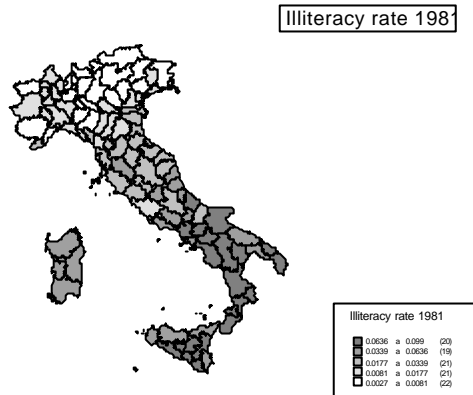 Illiteracy rate 1981
Illiteracy rate 1981
0.0636 a 0.099 (20)
0.0339 a 0.0636 (19)
0.0177 a 0.0339 (21)
0.0081 a 0.0177 (21)
0.0027 a 0.0081 (22)